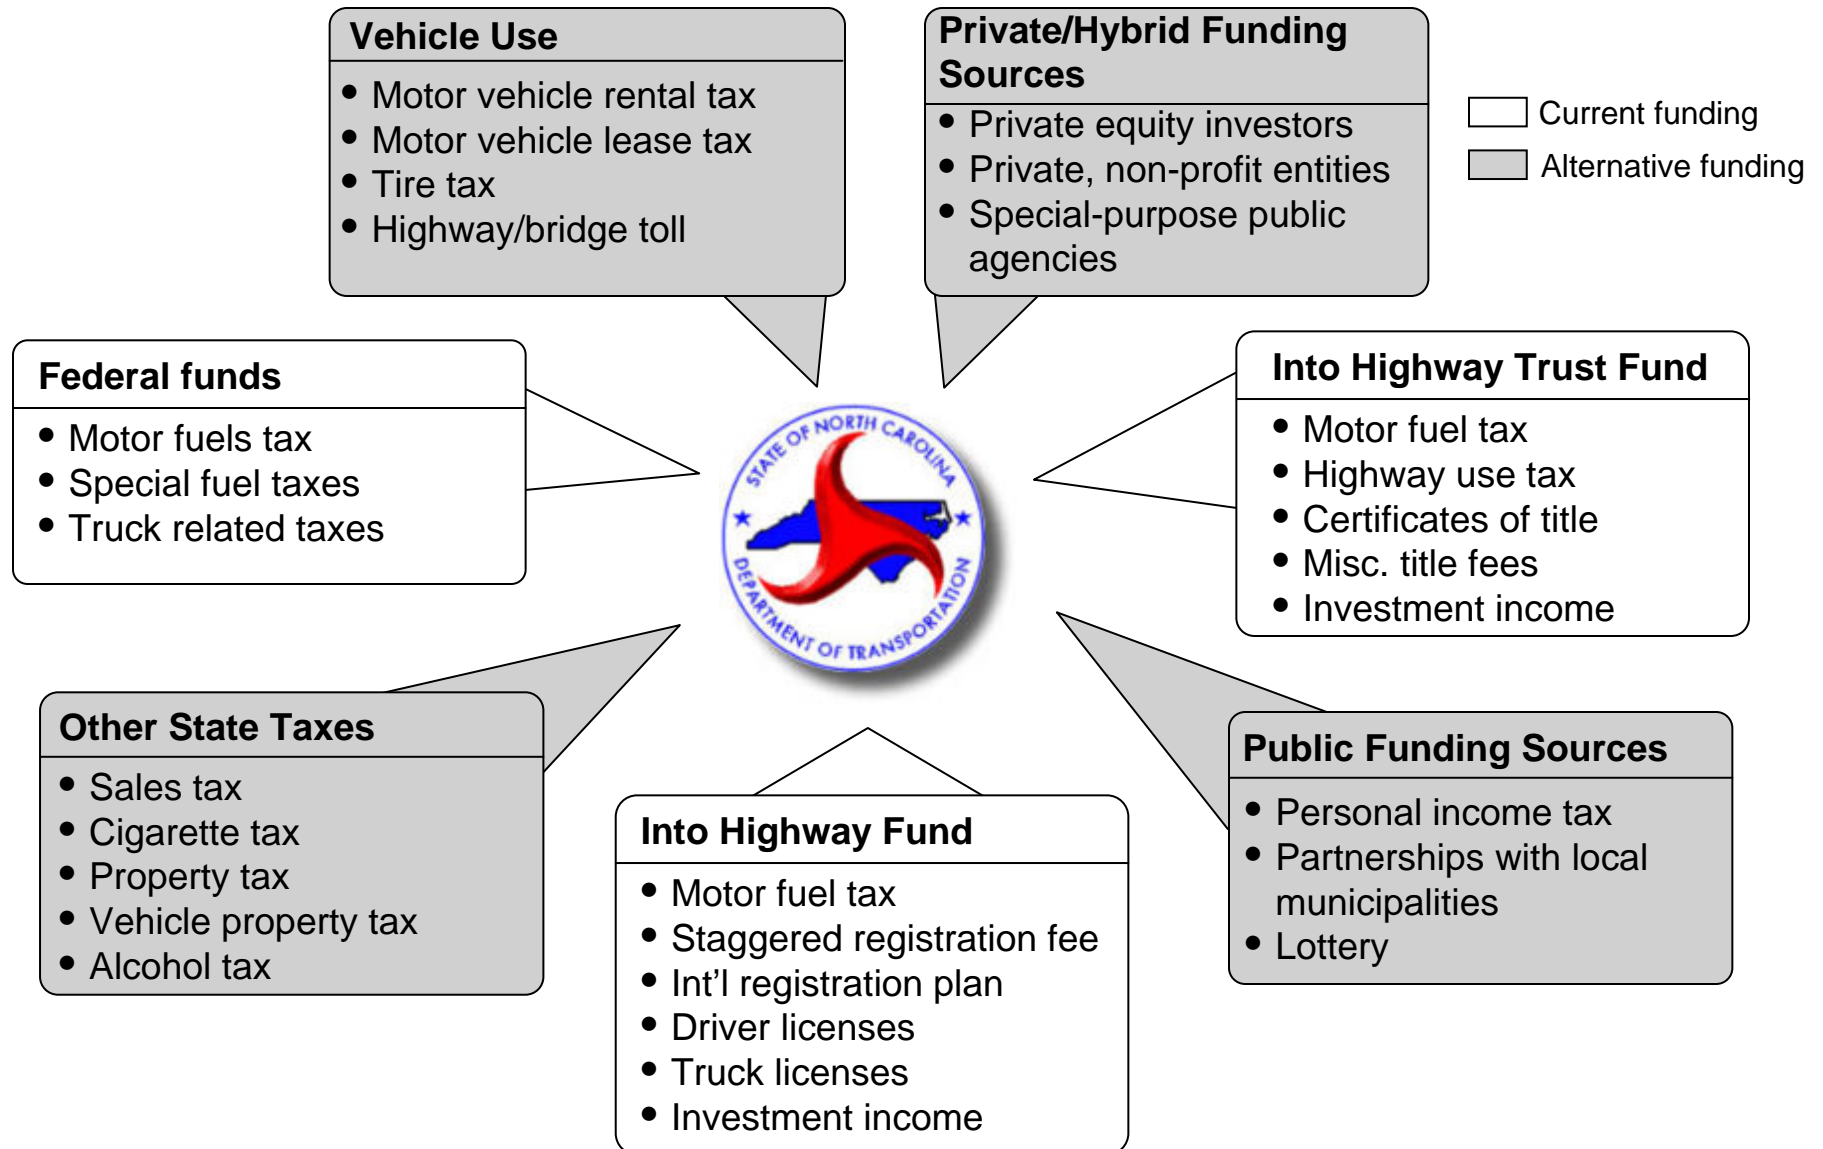 Vehicle Use
• Motor vehicle rental tax
• Motor vehicle lease tax
• Tire tax
• Highway/bridge toll
Private/Hybrid Funding
Sources
• Private equity investors
• Private, non-profit entities
• Special-purpose public
agencies
Current funding
Alternative funding
Federal funds
• Motor fuels tax
• Special fuel taxes
• Truck related taxes
STATE OF NORTH CAROLINA
DEPARTMENT OF TRANSPORTATION
Into Highway Trust Fund
• Motor fuel tax
• Highway use tax
• Certificates of title
• Misc. title fees
• Investment income
Other State Taxes
• Sales tax
• Cigarette tax
• Property tax
• Vehicle property tax
• Alcohol tax
Into Highway Fund
• Motor fuel tax
• Staggered registration fee
• Int’l registration plan
• Driver licenses
• Truck licenses
• Investment income
Public Funding Sources
• Personal income tax
• Partnerships with local
municipalities
• Lottery